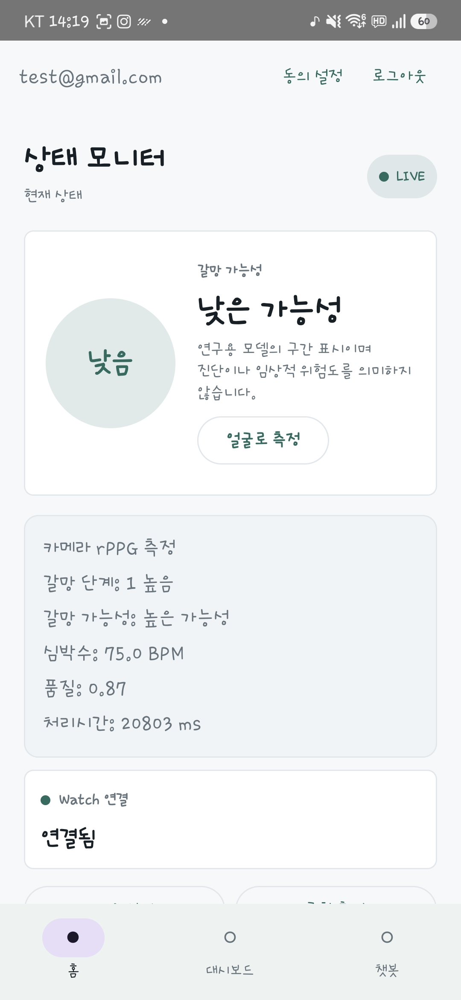 KT 14:19
6
HD
60
test@gmail.com
동의 설정
로그아웃
상태 모니터
현재 상태
LIVE
낮음
갈망 가능성
낮은 가능성
연구용 모델의 구간 표시이며
진단이나 임상적 위험도를 의미하지
않습니다.
얼굴로 측정
카메라 rPPG 측정
갈망 단계: 1 높음
갈망 가능성: 높은 가능성
심박수: 75.0 BPM
품질: 0.87
처리시간: 20803 ms
Watch 연결
연결됨
홈
대시보드
챗봇